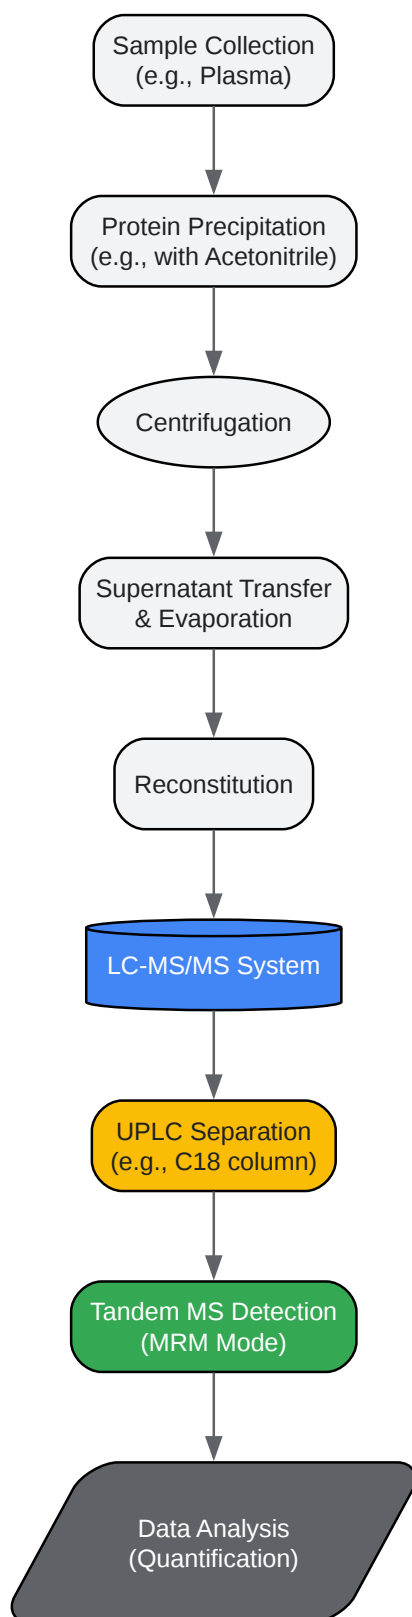 Sample Collection
(e.g., Plasma)
Protein Precipitation
(e.g., with Acetonitrile)
Centrifugation
Supernatant Transfer
& Evaporation
Reconstitution
LC-MS/MS System
UPLC Separation
(e.g., C18 column)
Tandem MS Detection
(MRM Mode)
Data Analysis
(Quantification)